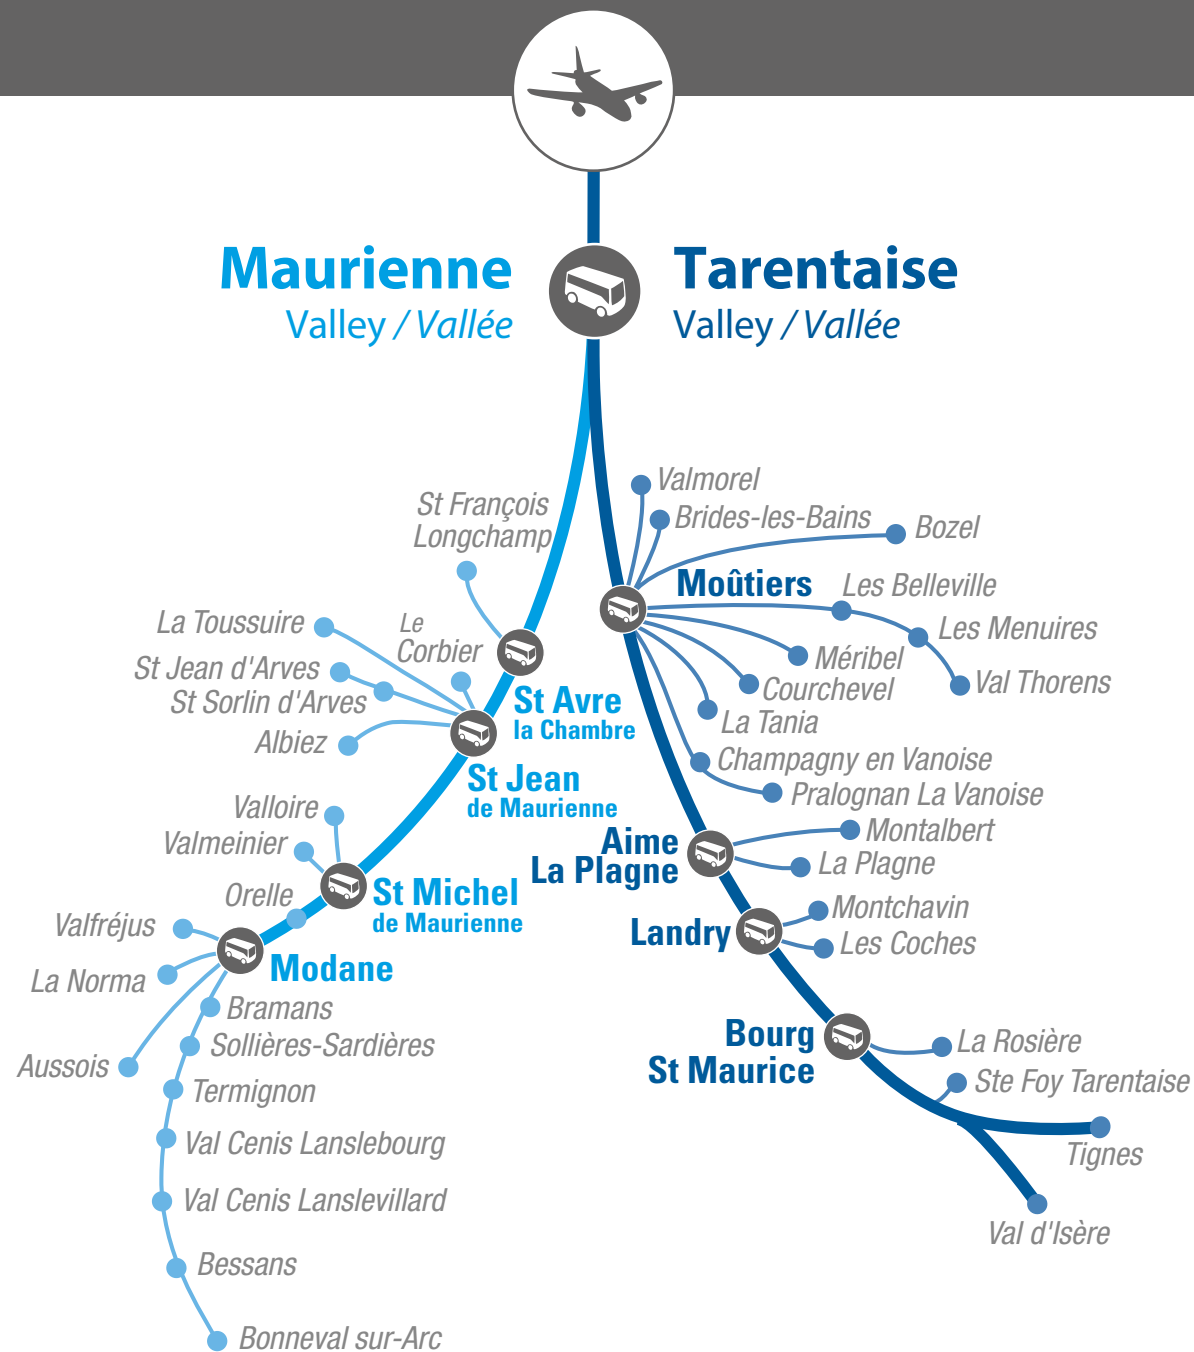 Maurienne
Valley / Vallée
Tarentaise
Valley / Vallée
St François
Longchamp
La Toussuire
Le
Corbier
St Jean d'Arves
St Sorlin d'Arves
Albiez
St Avre
la Chambre
St Jean
de Maurienne
Valloire
Valmeinier
Orelle
St Michel
de Maurienne
Valfréjus
La Norma
Modane
Aussois
Bramans
Sollières-Sardières
Termignon
Val Cenis Lanslebourg
Val Cenis Lanslevillard
Bessans
Bonneval sur-Arc
Valmorel
Brides-les-Bains
Bozel
Moûtiers
Les Belleville
Les Menuires
Val Thorens
Méribel
Courchevel
La Tania
Champagny en Vanoise
Pralognan La Vanoise
Aime
La Plagne
Montalbert
La Plagne
Landry
Montchavin
Les Coches
Bourg
St Maurice
La Rosière
Ste Foy Tarentaise
Tignes
Val d'Isère